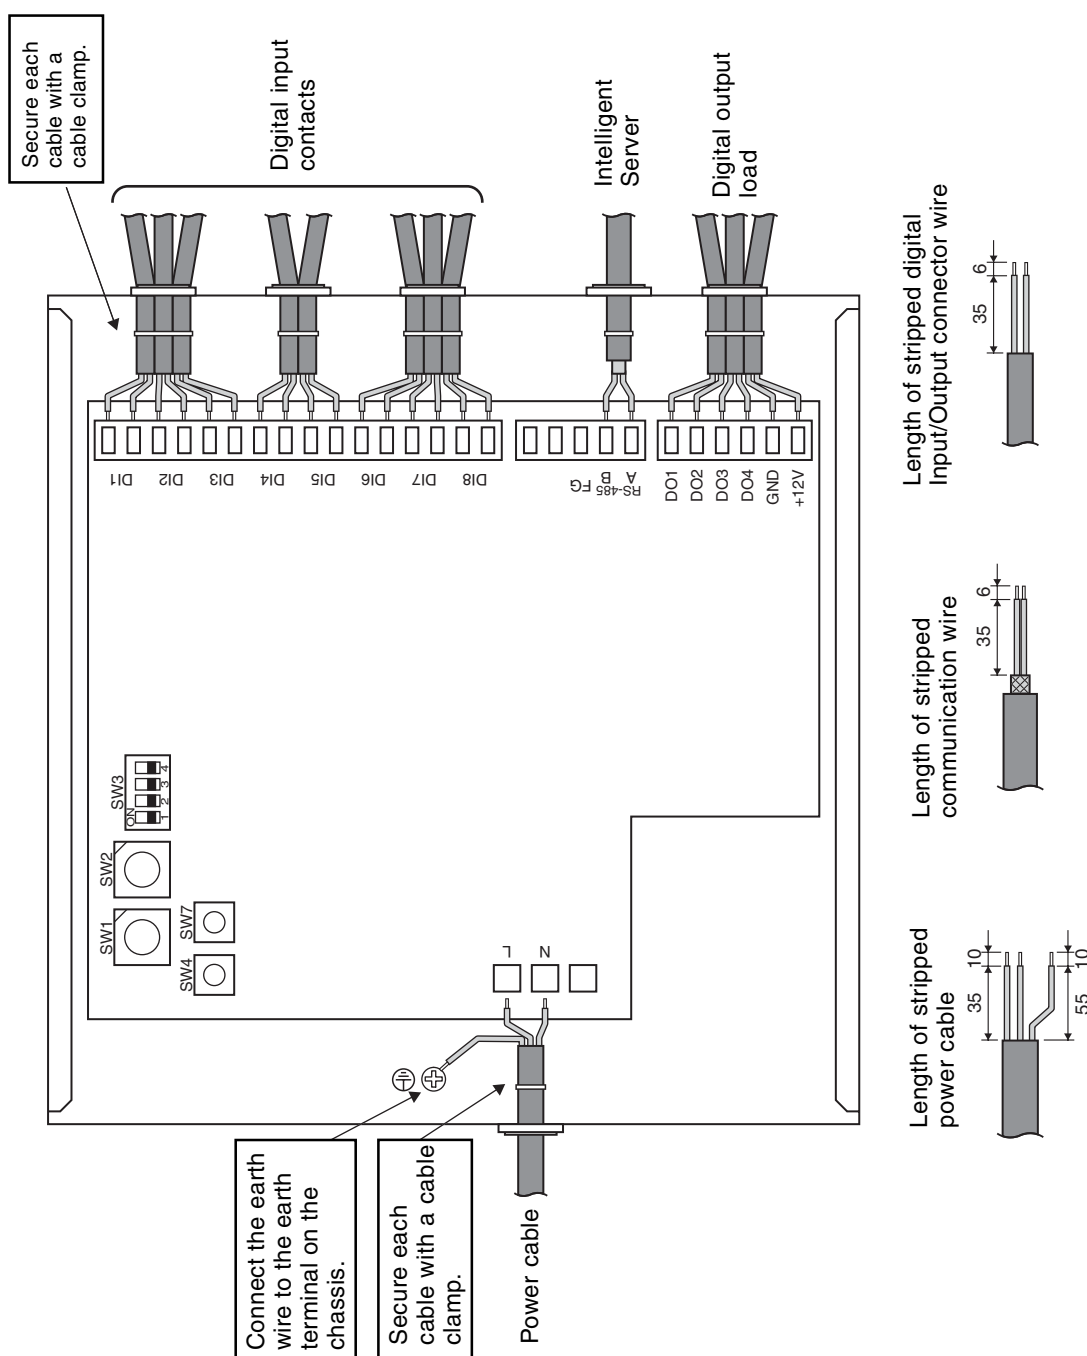 Secure each
cable with a
cable clamp.
Digital input
contacts
Intelligent
Server
Digital output
load
DI1
DI2
DI3
DI4
DI5
DI6
DI7
DI8
FG
B
A
RS-485
DO1
DO2
DO3
DO4
GND
+12V
SW3
ON
1
2
3
4
SW2
SW1
SW7
SW4
L
N
Connect the earth
wire to the earth
terminal on the
chassis.
Secure each
cable with a cable
clamp.
Power cable
Length of stripped
power cable
35
10
55
10
Length of stripped
communication wire
35
6
Length of stripped digital
Input/Output connector wire
35
6